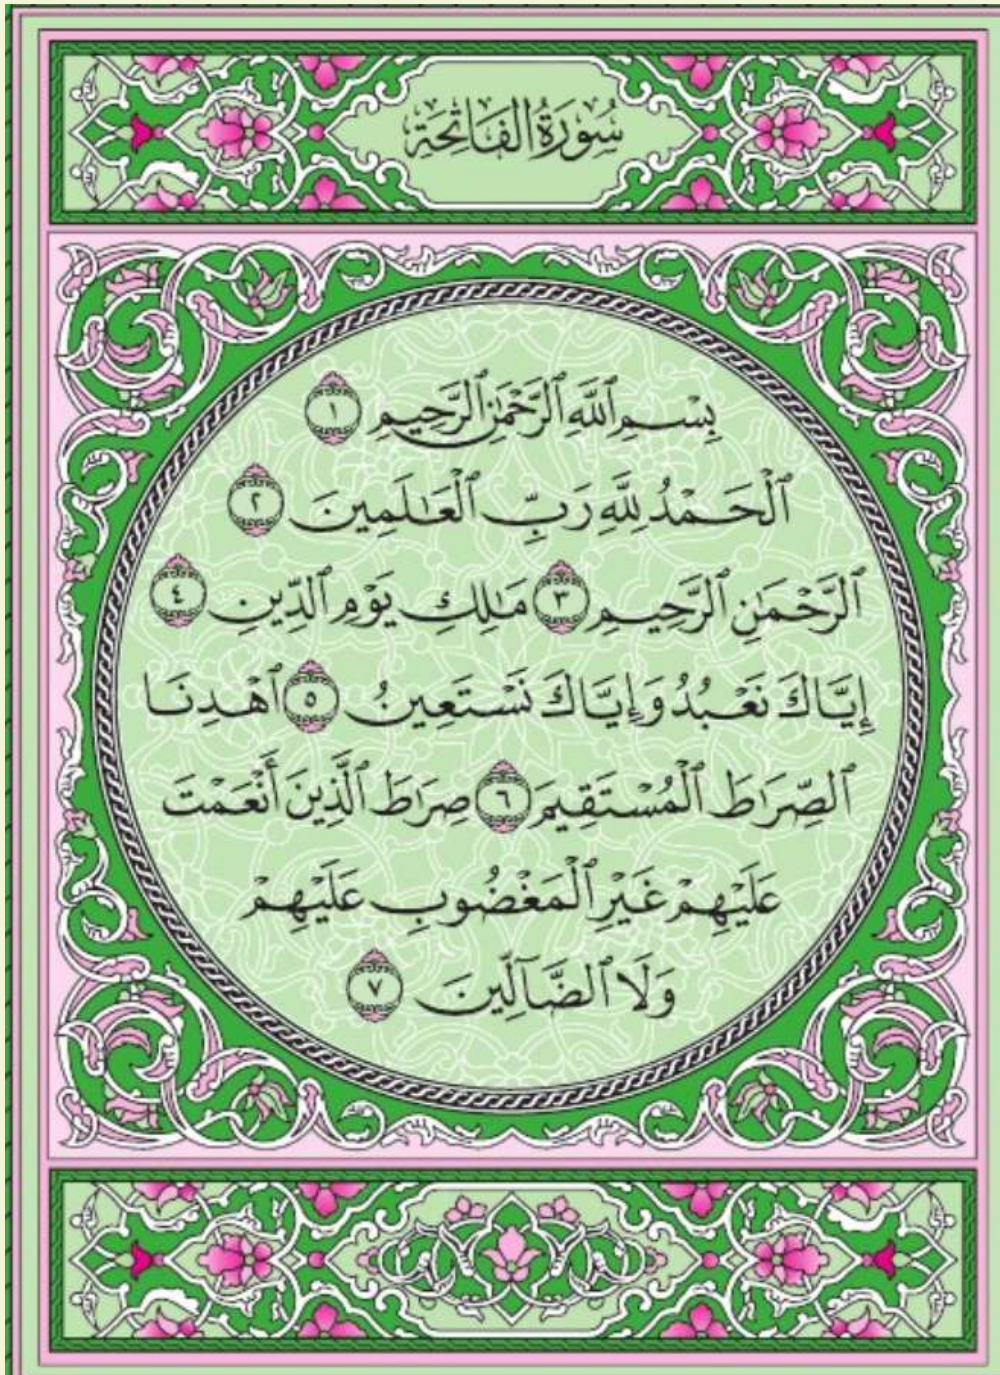 سُورَةُ الفَاتِحَةِ
بِسْمِ ٱللَّهِ ٱلرَّحْمَٰنِ ٱلرَّحِيمِ ١
ٱلْحَمْدُ لِلَّهِ رَبِّ ٱلْعَٰلَمِينَ ٢
ٱلرَّحْمَٰنِ ٱلرَّحِيمِ ٣ مَٰلِكِ يَوْمِ ٱلدِّينِ ٤
إِيَّاكَ نَعْبُدُ وَإِيَّاكَ نَسْتَعِينُ ٥ ٱهْدِنَا
ٱلصِّرَٰطَ ٱلْمُسْتَقِيمَ ٦ صِرَٰطَ ٱلَّذِينَ أَنْعَمْتَ
عَلَيْهِمْ غَيْرِ ٱلْمَغْضُوبِ عَلَيْهِمْ
وَلَا ٱلضَّآلِّينَ ٧